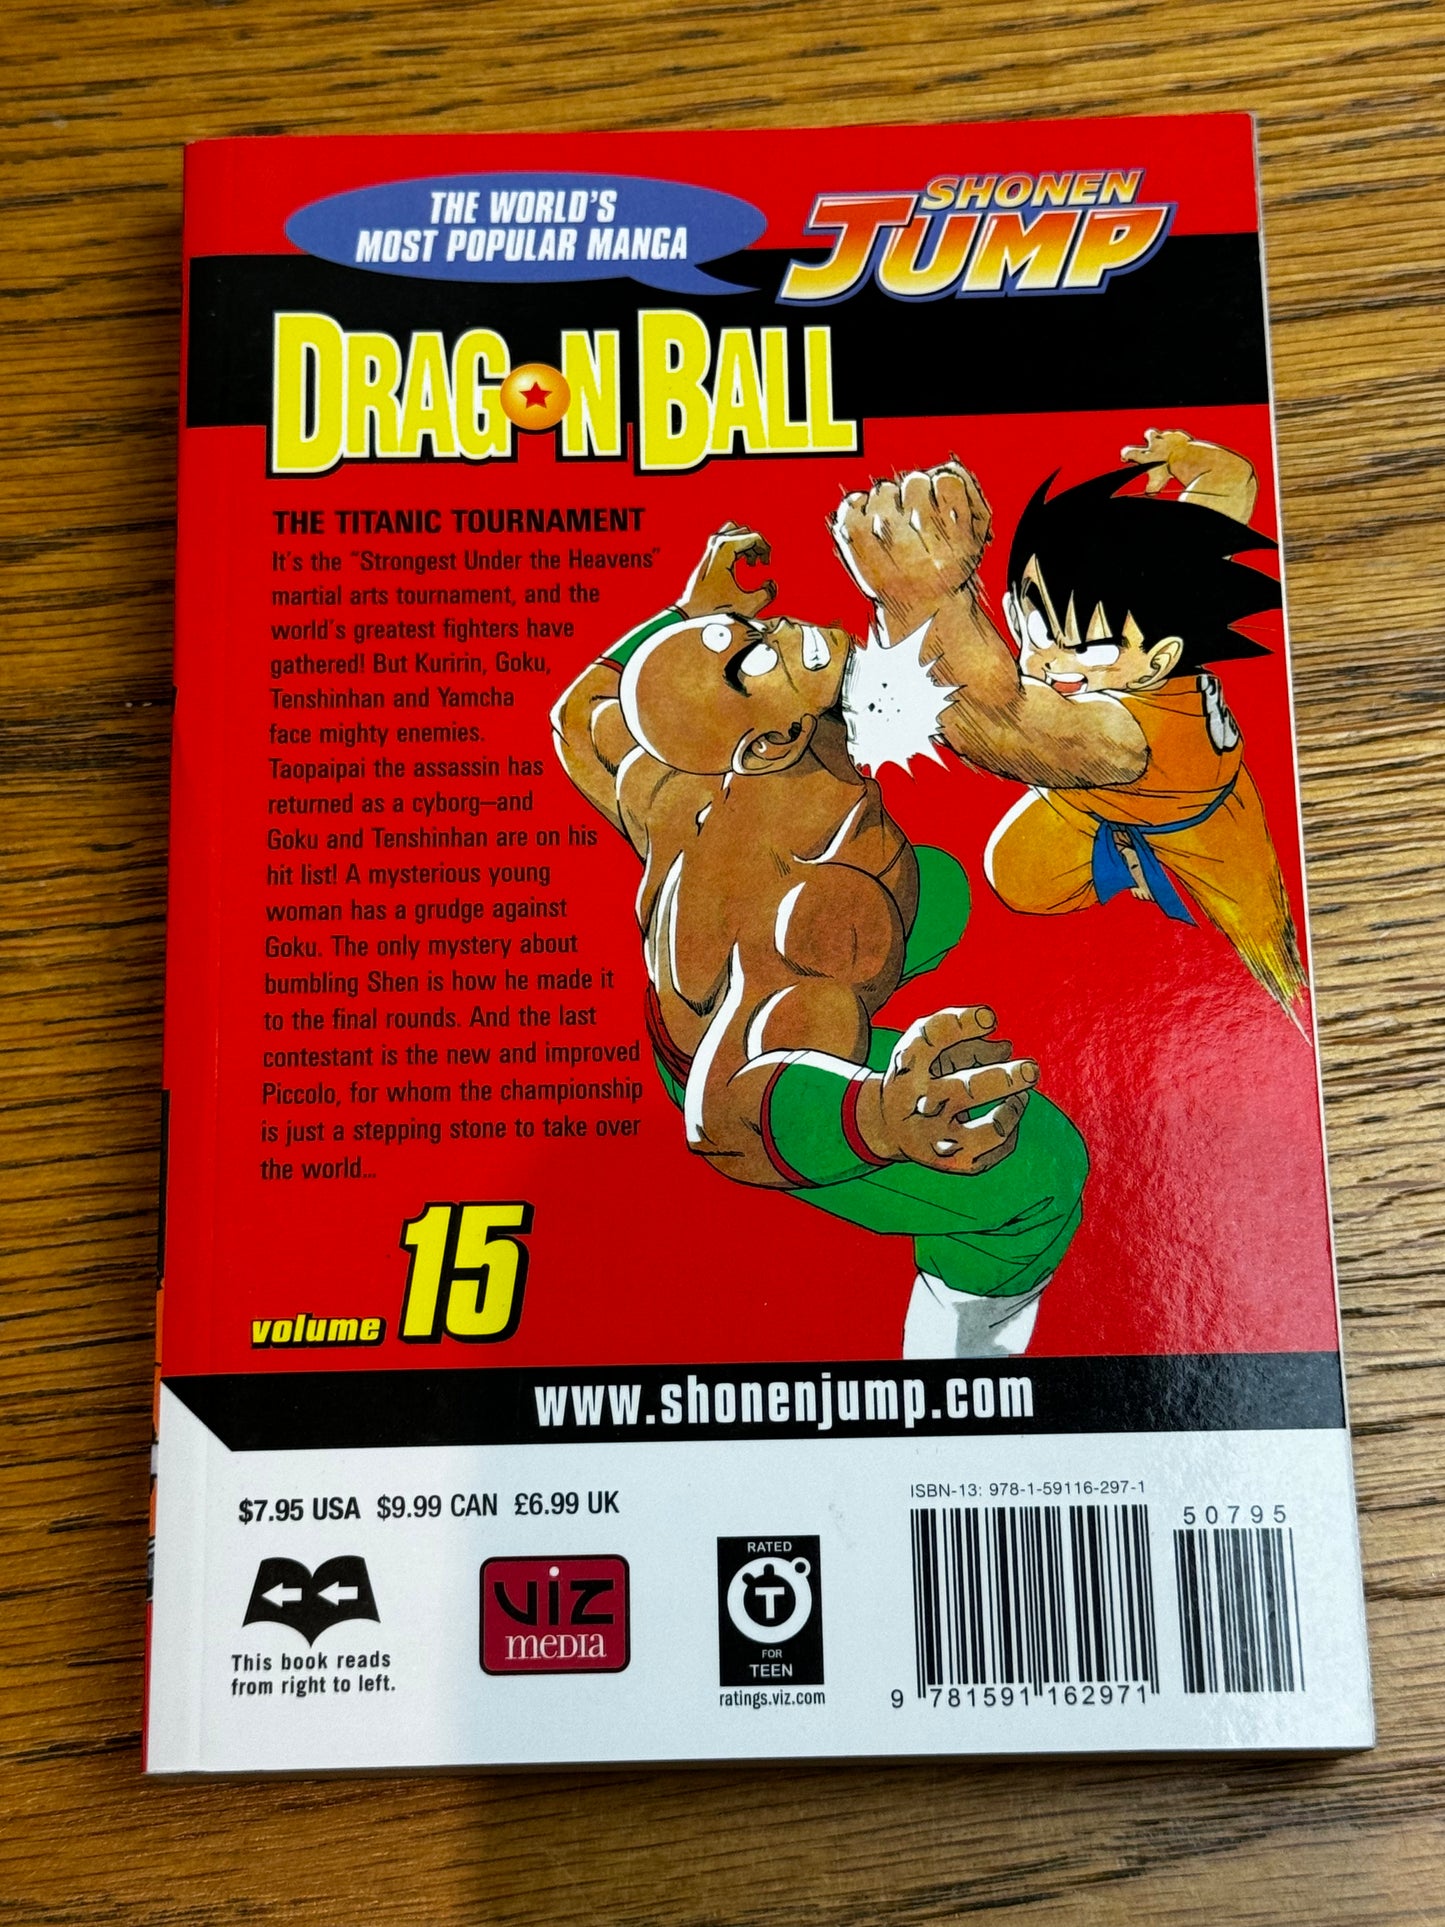 THE WORLD'S
MOST POPULAR MANGA
SHONEN
JUMP
DRAGON BALL
THE TITANIC TOURNAMENT
It's the "Strongest Under the Heavens"
martial arts tournament, and the
world's greatest fighters have
gathered! But Kuririn, Goku,
Tenshinhan and Yamcha
face mighty enemies.
Taopaipai the assassin has
returned as a cyborg—and
Goku and Tenshinhan are on his
hit list! A mysterious young
woman has a grudge against
Goku. The only mystery about
bumbling Shen is how he made it
to the final rounds. And the last
contestant is the new and improved
Piccolo, for whom the championship
is just a stepping stone to take over
the world...
volume 15
www.shonenjump.com
$7.95 USA $9.99 CAN £6.99 UK
This book reads
from right to left.
VIZ
MEDIA
RATED
T
FOR
TEEN
ratings.viz.com
ISBN-13: 978-1-59116-297-1
50795
9 781591 162971